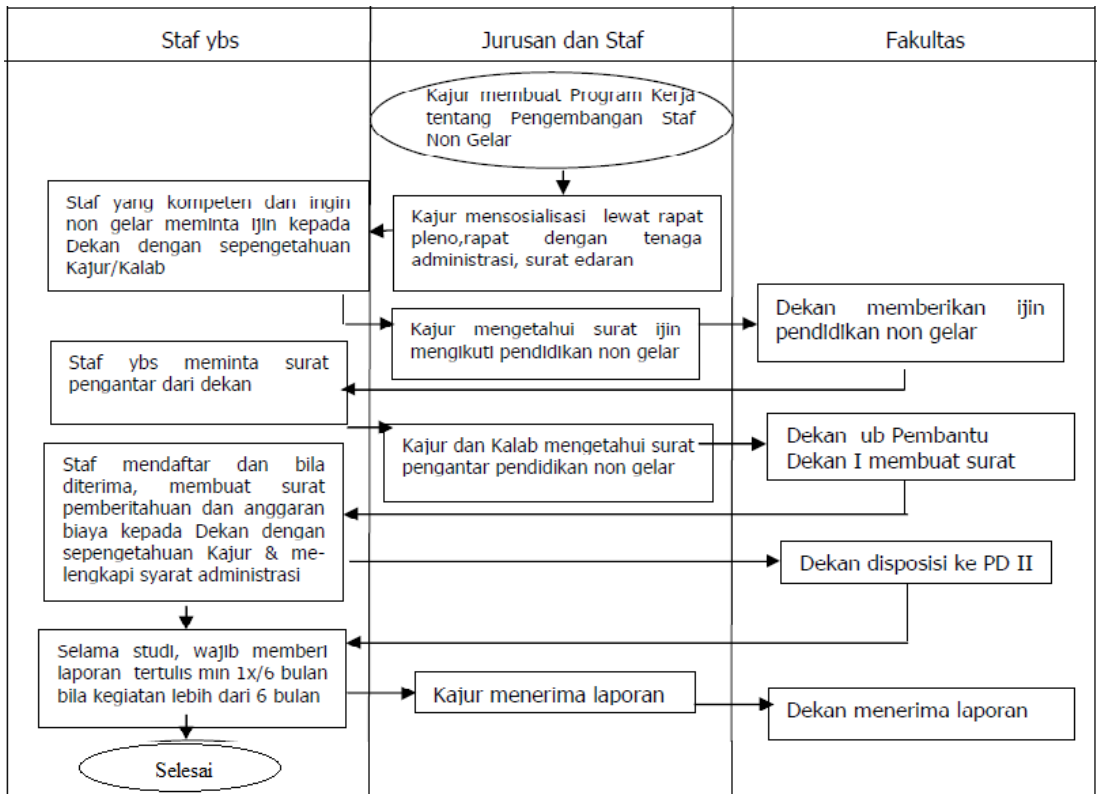 Staf ybs
Jurusan dan Staf
Fakultas
Kajur membuat Program Kerja
tentang Pengembangan Staf
Non Gelar
Staf yang kompeten dan ingin
non gelar meminta ijin kepada
Dekan dengan sepengetahuan
Kajur/Kalab
Kajur mensosialisasi lewat rapat
pleno,rapat dengan tenaga
administrasi, surat edaran
Kajur mengetahui surat ijin
mengikuti pendidikan non gelar
Dekan memberikan ijin
pendidikan non gelar
Staf ybs meminta surat
pengantar dari dekan
Kajur dan Kalab mengetahui surat
pengantar pendidikan non gelar
Dekan ub Pembantu
Dekan I membuat surat
Staf mendaftar dan bila
diterima, membuat surat
pemberitahuan dan anggaran
biaya kepada Dekan dengan
sepengetahuan Kajur & me-
lengkapi syarat administrasi
Dekan disposisi ke PD II
Selama studi, wajib memberi
laporan tertulis min 1x/6 bulan
bila kegiatan lebih dari 6 bulan
Kajur menerima laporan
Dekan menerima laporan
Selesai